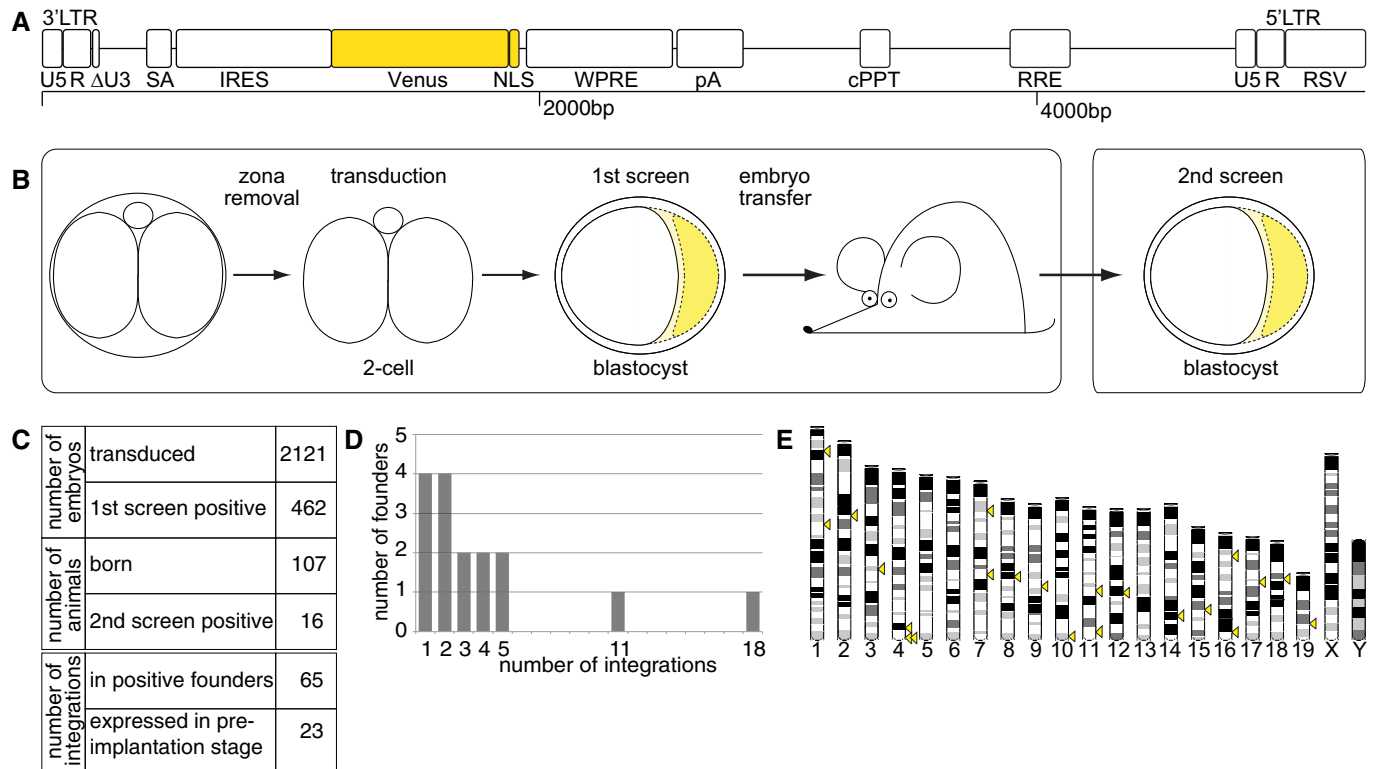 A
3'LTR
5'LTR
U5 R ΔU3 SA IRES Venus NLS WPRE pA cPPT RRE U5 R RSV
2000bp
4000bp
B
zona
removal
transduction
1st screen
embryo
transfer
2nd screen
2-cell
blastocyst
blastocyst
C
number of
embryos
transduced 2121
1st screen positive 462
number of
animals
born 107
2nd screen positive 16
number of
integrations
in positive founders 65
expressed in pre-
implantation stage
23
D
number of founders
5
4
3
2
1
0
1 2 3 4 5 11 18
number of integrations
E
1 2 3 4 5 6 7 8 9 10 11 12 13 14 15 16 17 18 19 X Y